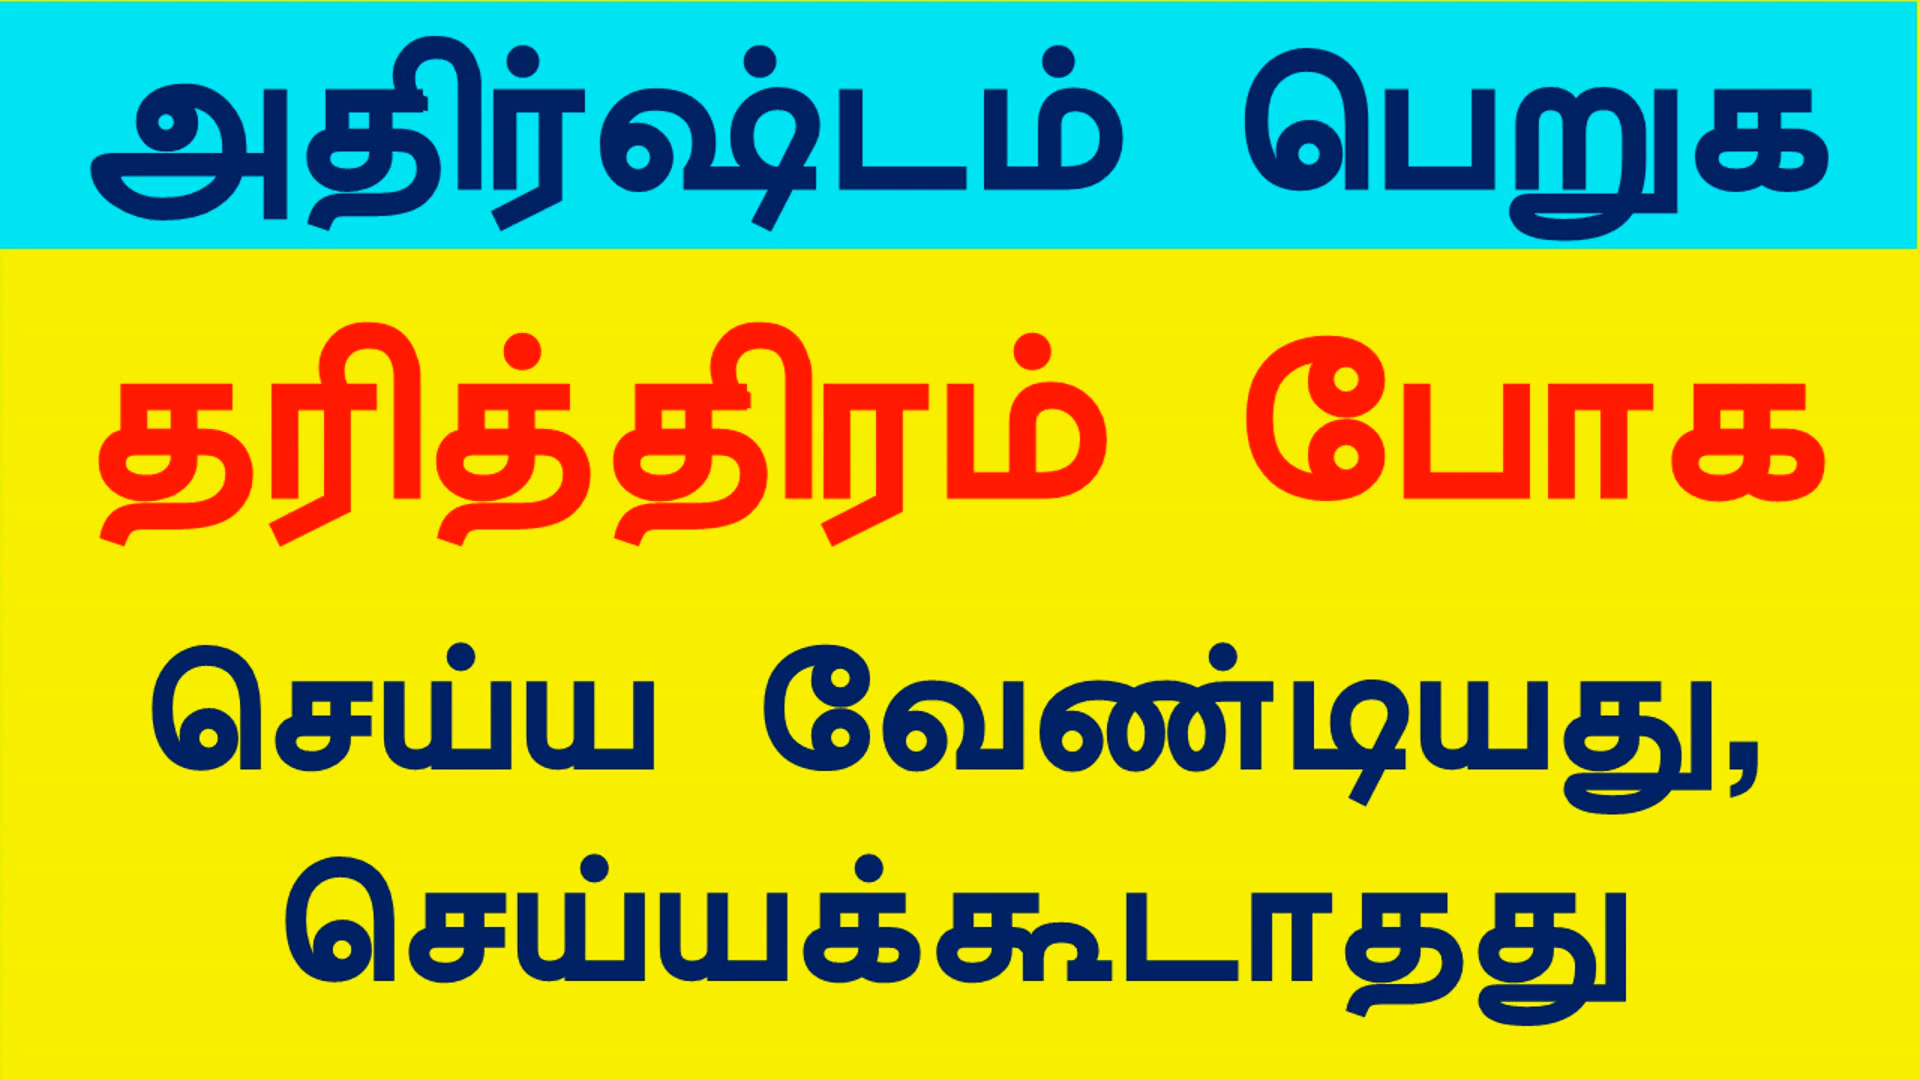 அதிர்ஷ்டம் பெறுக
தரித்திரம் போக
செய்ய வேண்டியது,
செய்யக்கூடாதது